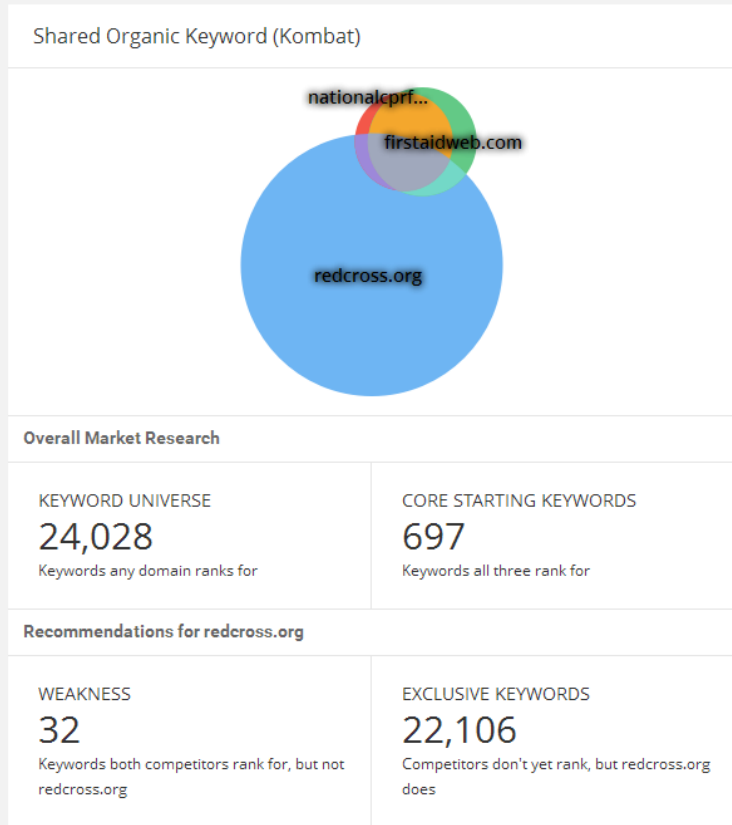 Shared Organic Keyword (Kombat)
nationalcprf...
firstaidweb.com
redcross.org
Overall Market Research
KEYWORD UNIVERSE
24,028
Keywords any domain ranks for
CORE STARTING KEYWORDS
697
Keywords all three rank for
Recommendations for redcross.org
WEAKNESS
32
Keywords both competitors rank for, but not
redcross.org
EXCLUSIVE KEYWORDS
22,106
Competitors don't yet rank, but redcross.org
does